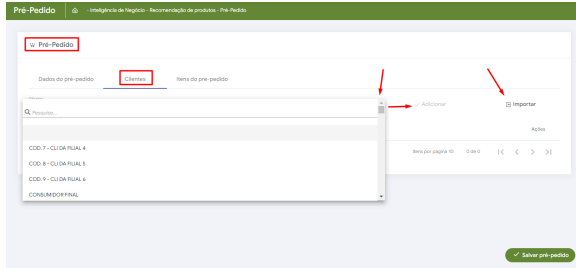 Pré-Pedido - Inteligência de Negócio - Recomendação de produtos - Pré-Pedido
Pré-Pedido
Dados do pré-pedido Clientes Itens do pré-pedido
Pesquisa...
Adicionar
Importar
Ações
COD. 7 - CLI DA FILIAL 4
Itens por página 10 0 de 0
COD. 8 - CLI DA FILIAL 5
COD. 9 - CLI DA FILIAL 6
CONSUMIDOR FINAL
Salvar pré-pedido